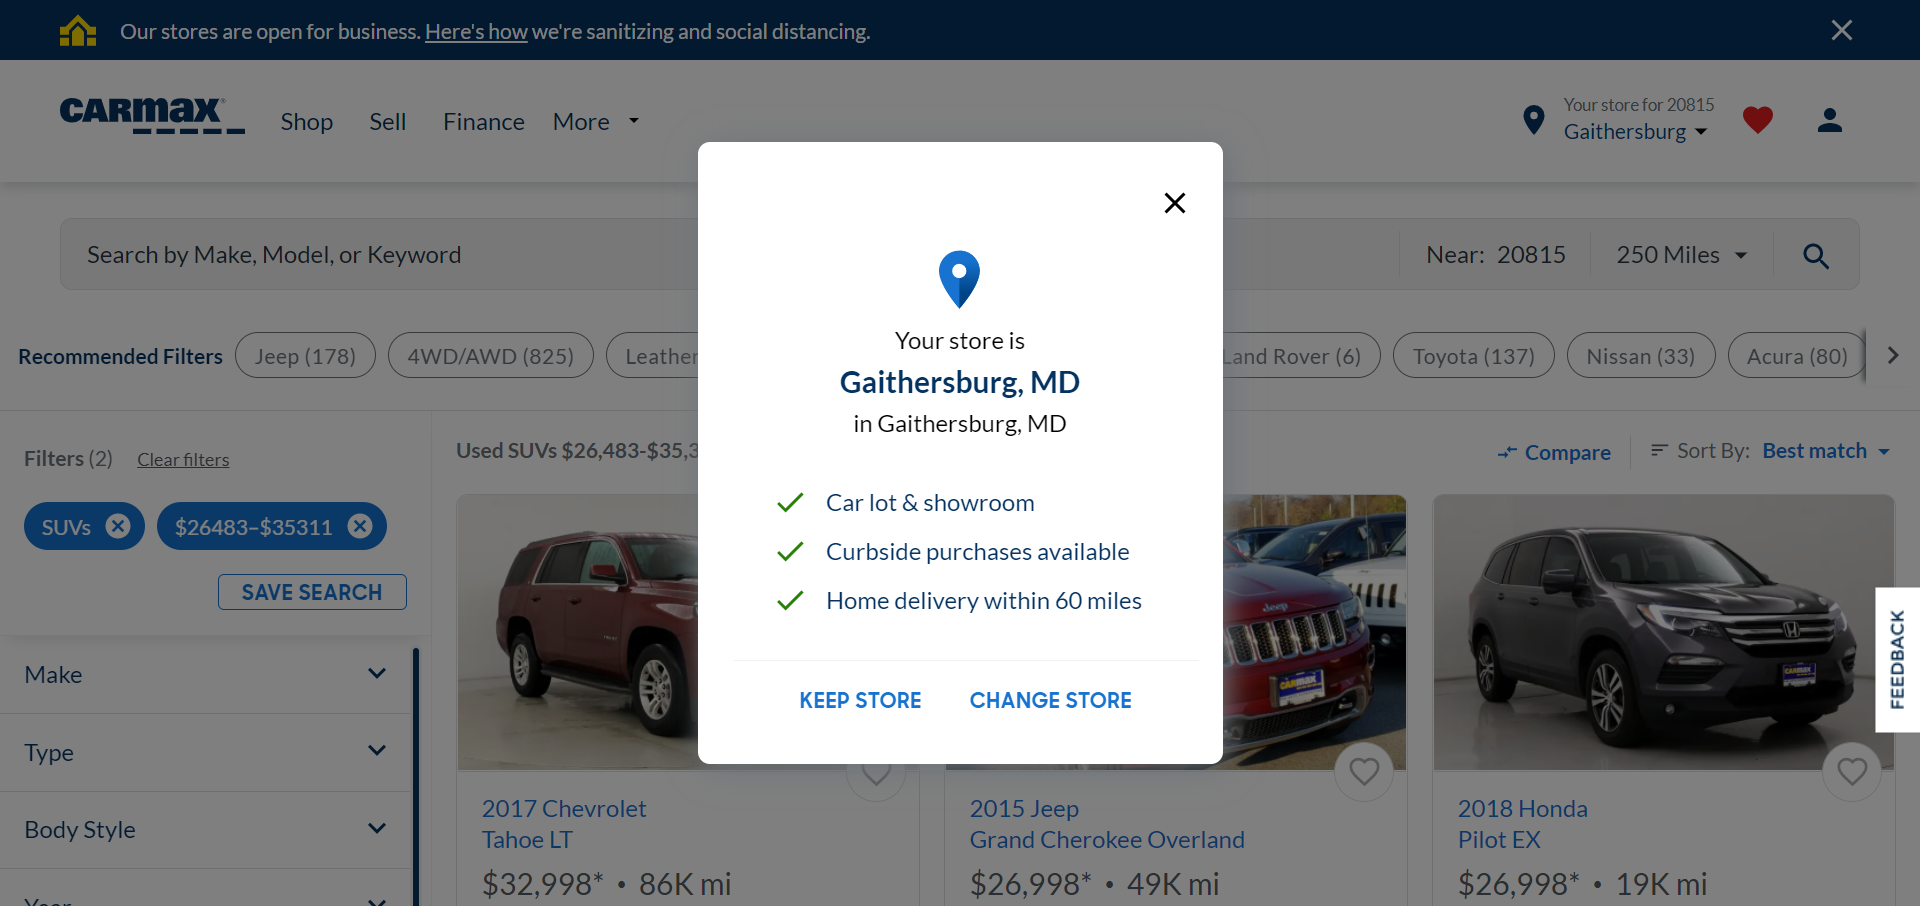 Our stores are open for business. Here's how we're sanitizing and social distancing.
CARMAX
Shop
Sell
Finance
More
Your store for 20815
Gaithersburg
Search by Make, Model, or Keyword
Near: 20815
250 Miles
Recommended Filters
Jeep (178)
4WD/AWD (825)
Leather
Land Rover (6)
Toyota (137)
Nissan (33)
Acura (80)
Filters (2)
Clear filters
SUVs
$26483–$35311
SAVE SEARCH
Make
Type
Body Style
Year
Used SUVs $26,483-$35,3
Compare
Sort By: Best match
Your store is
Gaithersburg, MD
in Gaithersburg, MD
Car lot & showroom
Curbside purchases available
Home delivery within 60 miles
KEEP STORE
CHANGE STORE
Jeep
CARMAX
CARMAX
FEEDBACK
2017 Chevrolet
Tahoe LT
$32,998* • 86K mi
2015 Jeep
Grand Cherokee Overland
$26,998* • 49K mi
2018 Honda
Pilot EX
$26,998* • 19K mi